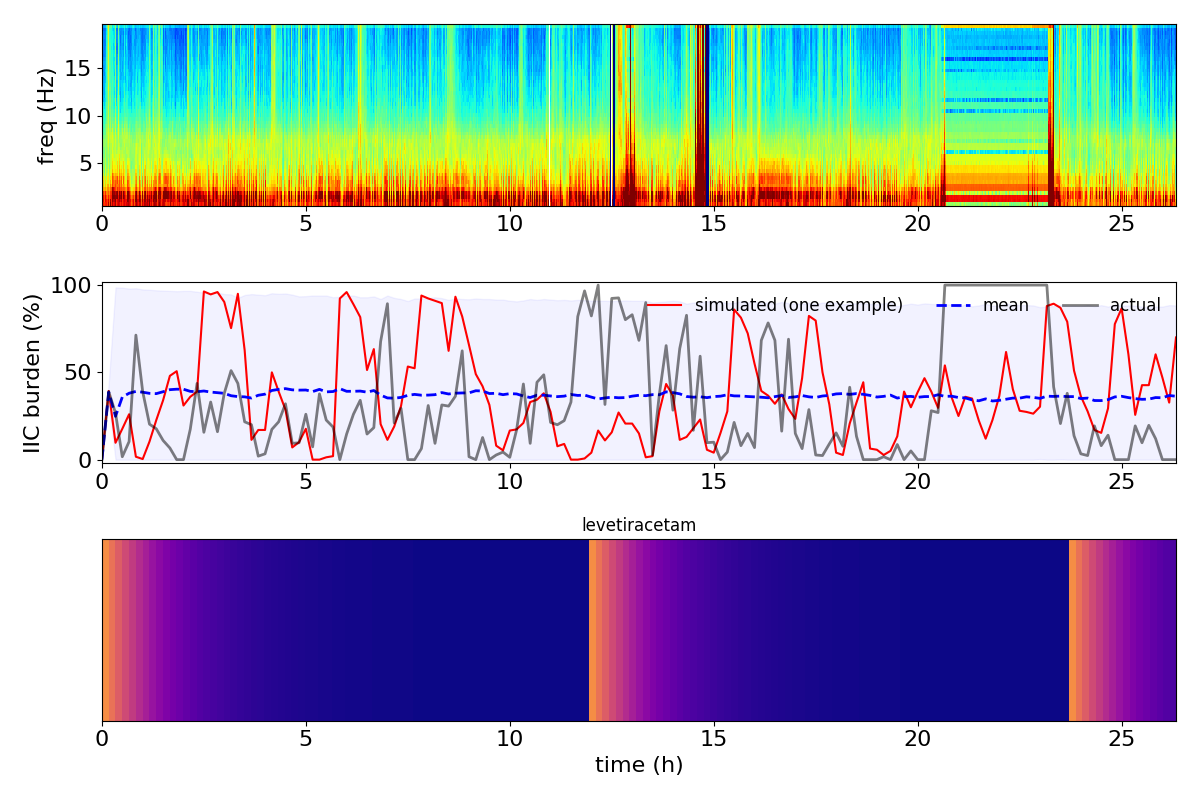 freq (Hz)
15
10
5
0 5 10 15 20 25
IIC burden (%)
100
50
0
simulated (one example) mean actual
0 5 10 15 20 25
levetiracetam
0 5 10 15 20 25
time (h)